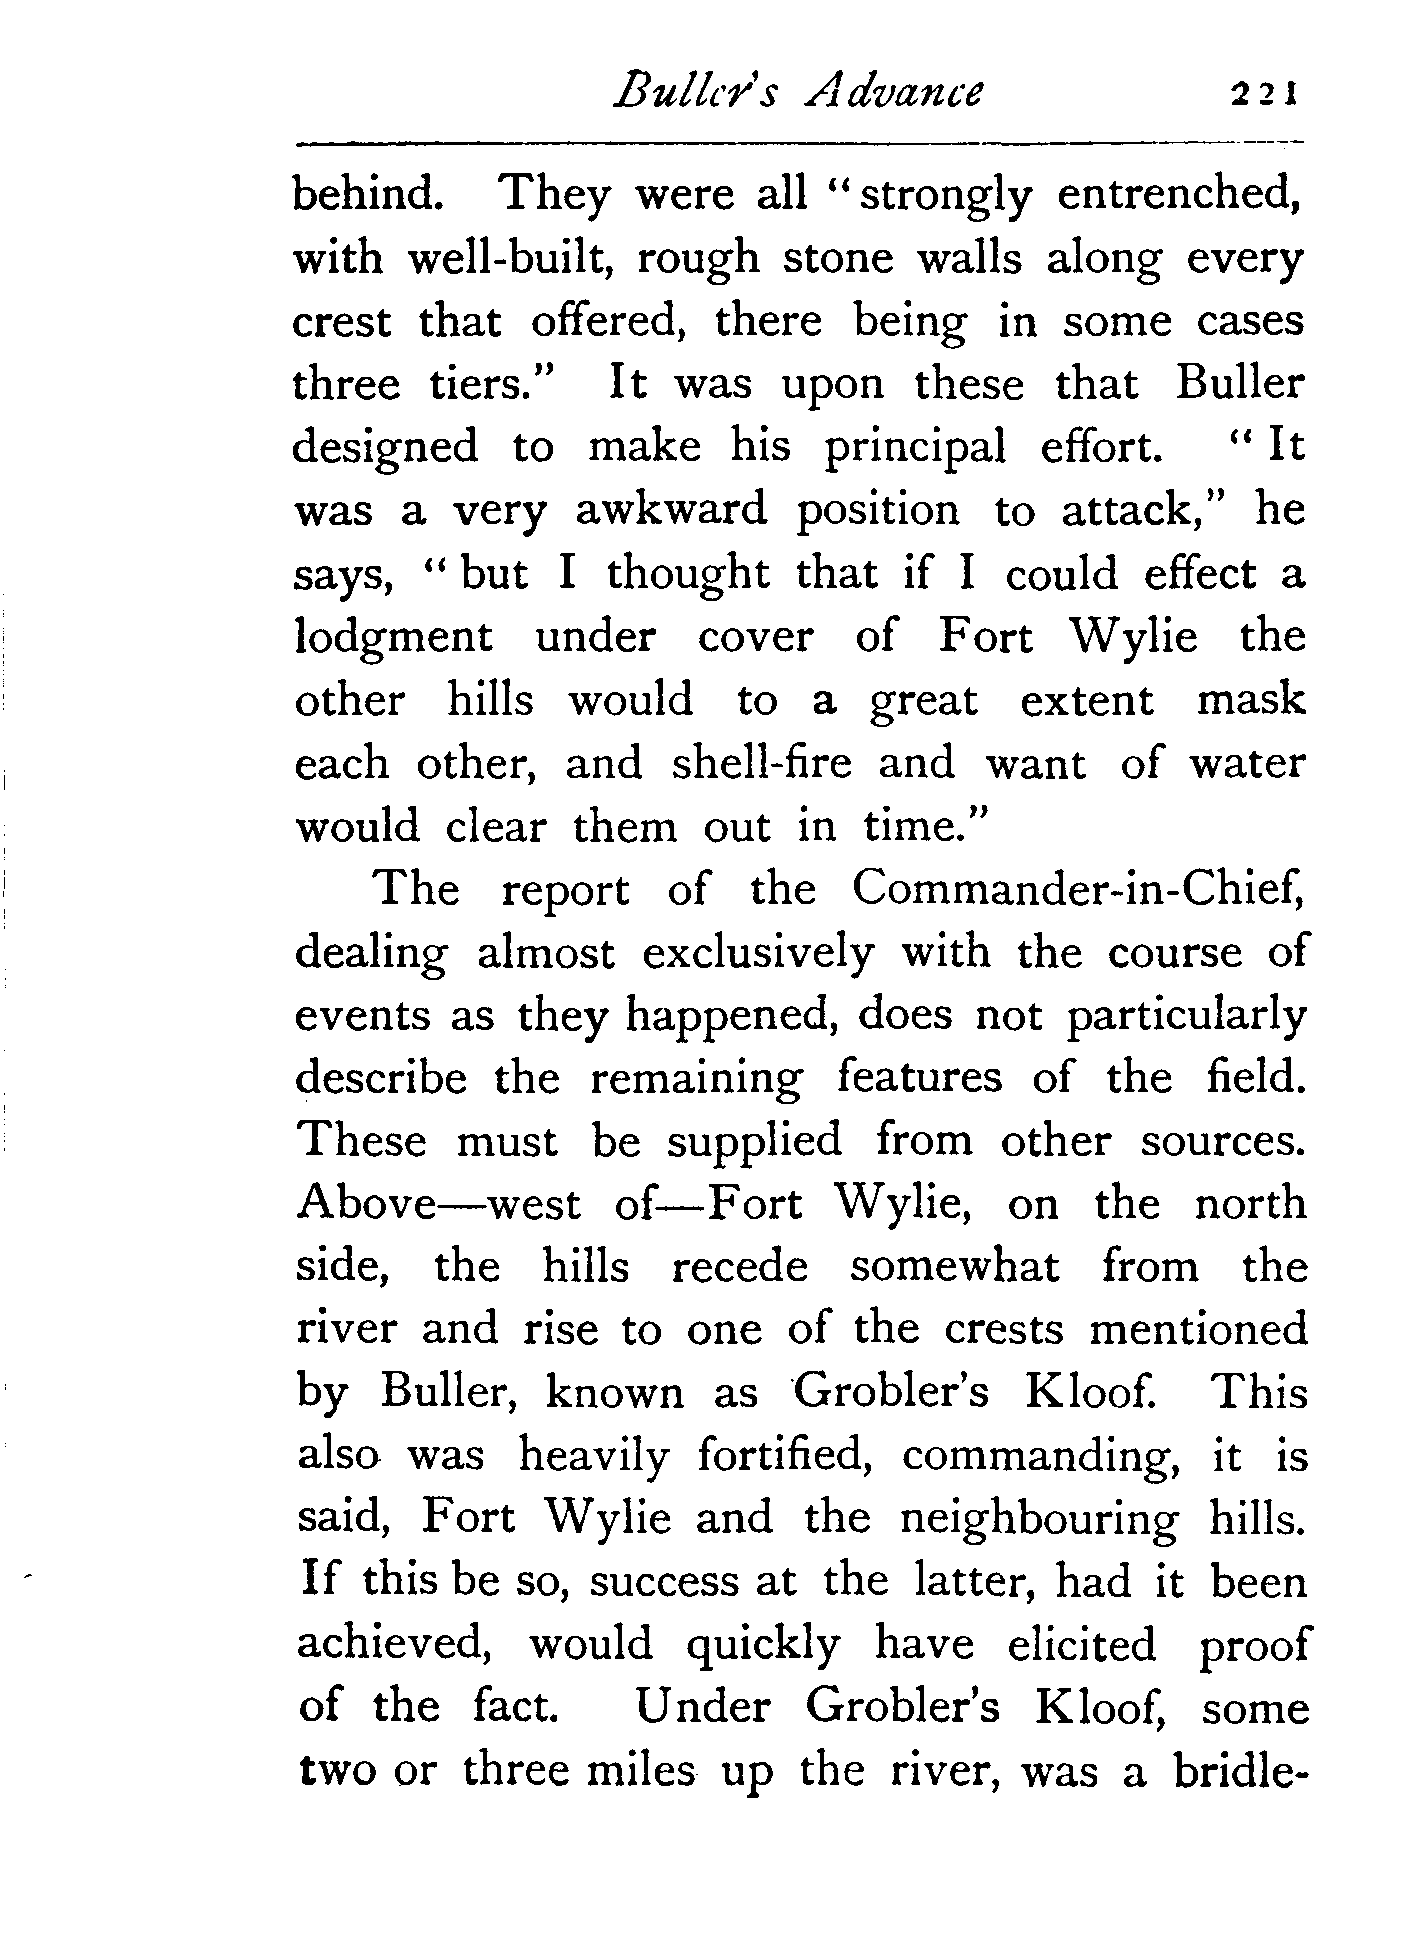 Buller's Advance 221
behind. They were all "strongly entrenched,
with well-built, rough stone walls along every
crest that offered, there being in some cases
three tiers." It was upon these that Buller
designed to make his principal effort. "It
was a very awkward position to attack," he
says, "but I thought that if I could effect a
lodgment under cover of Fort Wylie the
other hills would to a great extent mask
each other, and shell-fire and want of water
would clear them out in time."
The report of the Commander-in-Chief,
dealing almost exclusively with the course of
events as they happened, does not particularly
describe the remaining features of the field.
These must be supplied from other sources.
Above—west of—Fort Wylie, on the north
side, the hills recede somewhat from the
river and rise to one of the crests mentioned
by Buller, known as Grobler's Kloof. This
also was heavily fortified, commanding, it is
said, Fort Wylie and the neighbouring hills.
If this be so, success at the latter, had it been
achieved, would quickly have elicited proof
of the fact. Under Grobler's Kloof, some
two or three miles up the river, was a bridle-